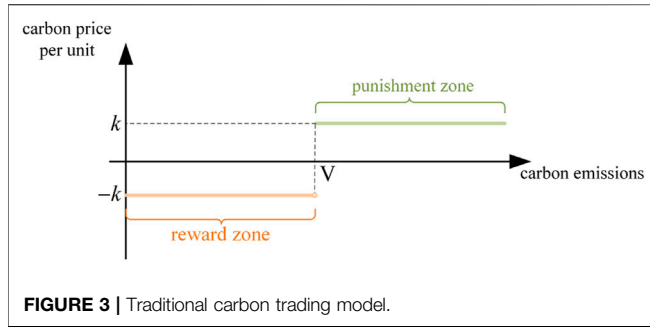 carbon price
per unit
punishment zone
k
V
carbon emissions
−k
reward zone
FIGURE 3 | Traditional carbon trading model.